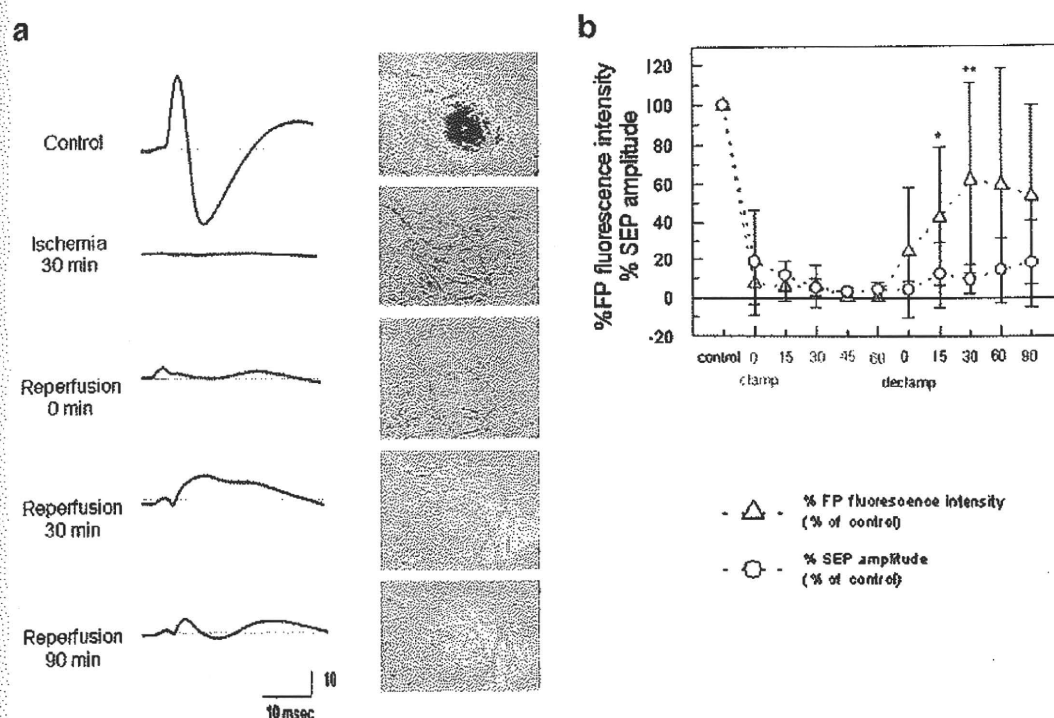 a
Control
Ischemia
30 min
Reperfusion
0 min
Reperfusion
30 min
Reperfusion
90 min
10
10 msec
b
%FP fluorescence intensity
% SEP amplitude
120
100
80
60
40
20
0
-20
* **
control 0 15 30 45 60 0 15 30 60 90
clamp declamp
% FP fluorescence intensity
(% of control)
% SEP amplitude
(% of control)